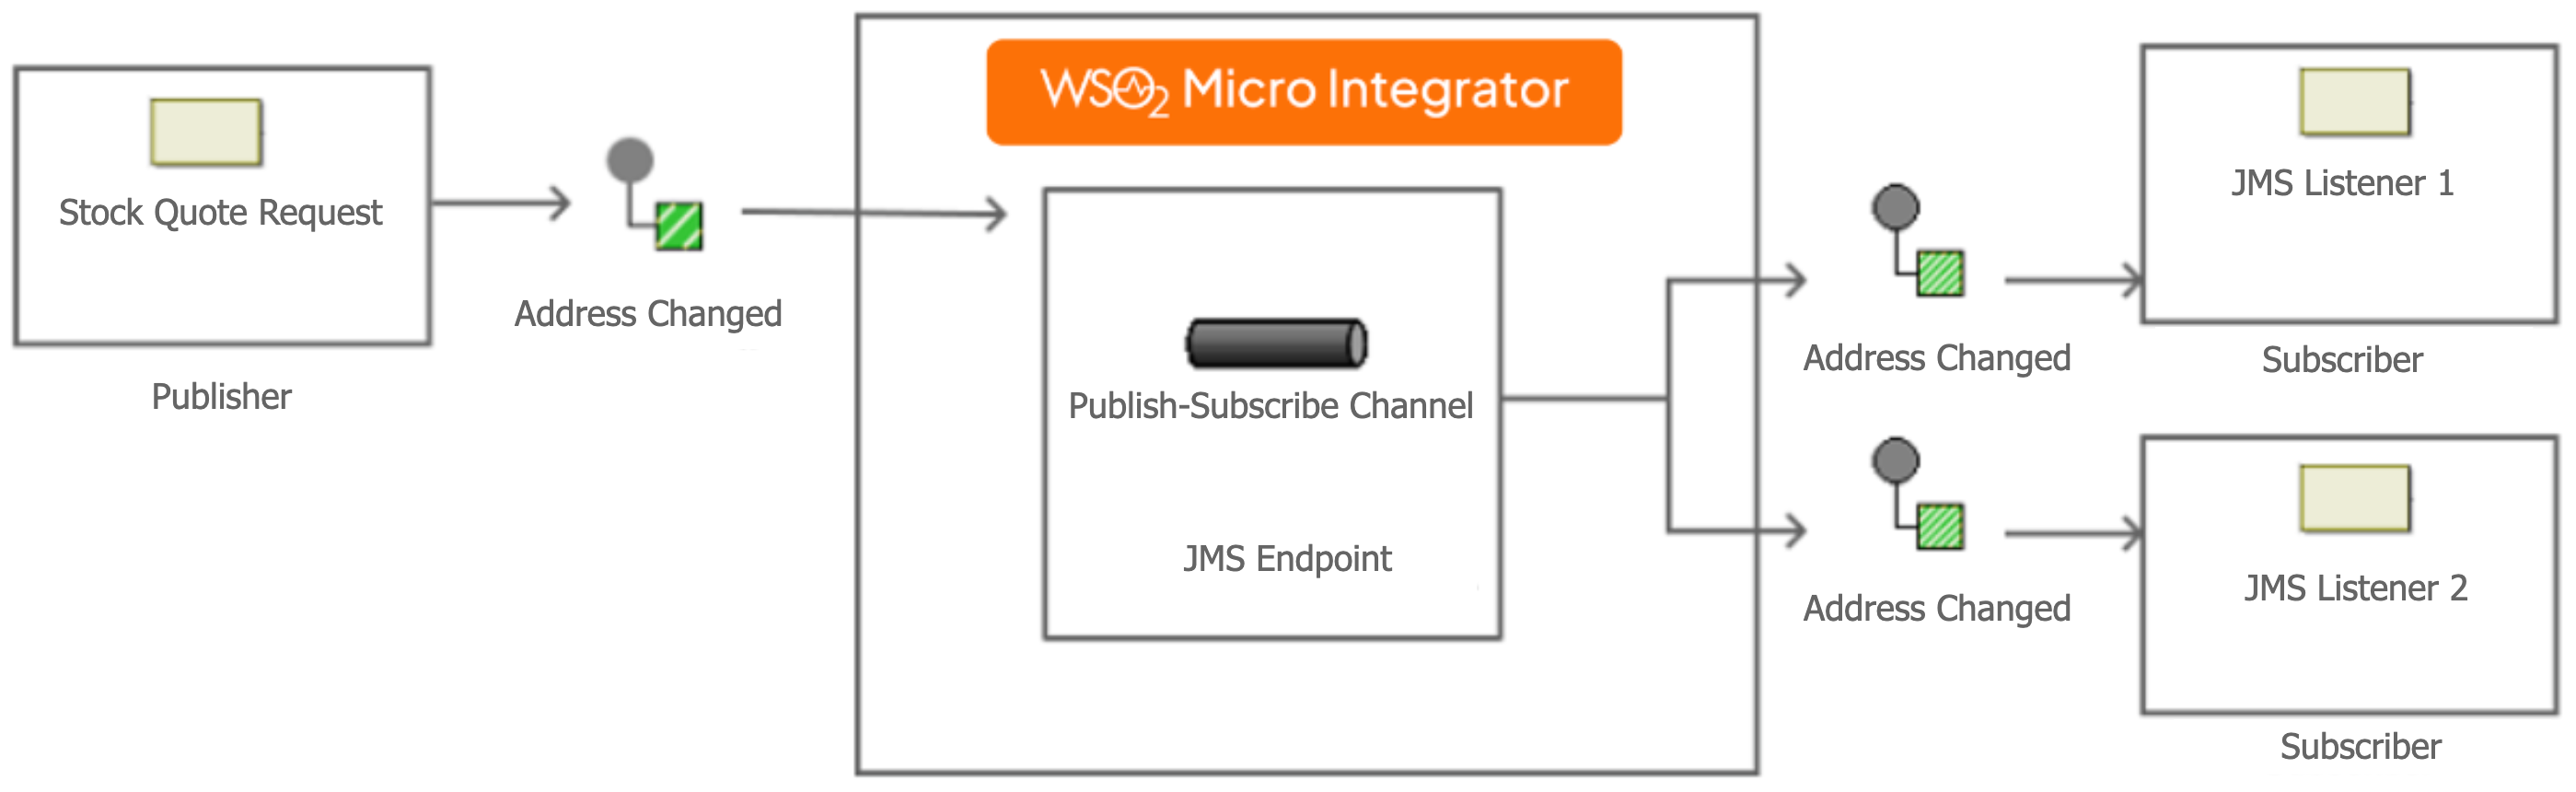 WSO2 Micro Integrator
Stock Quote Request
Publisher
Address Changed
Publish-Subscribe Channel
JMS Endpoint
Address Changed
JMS Listener 1
Subscriber
Address Changed
JMS Listener 2
Subscriber